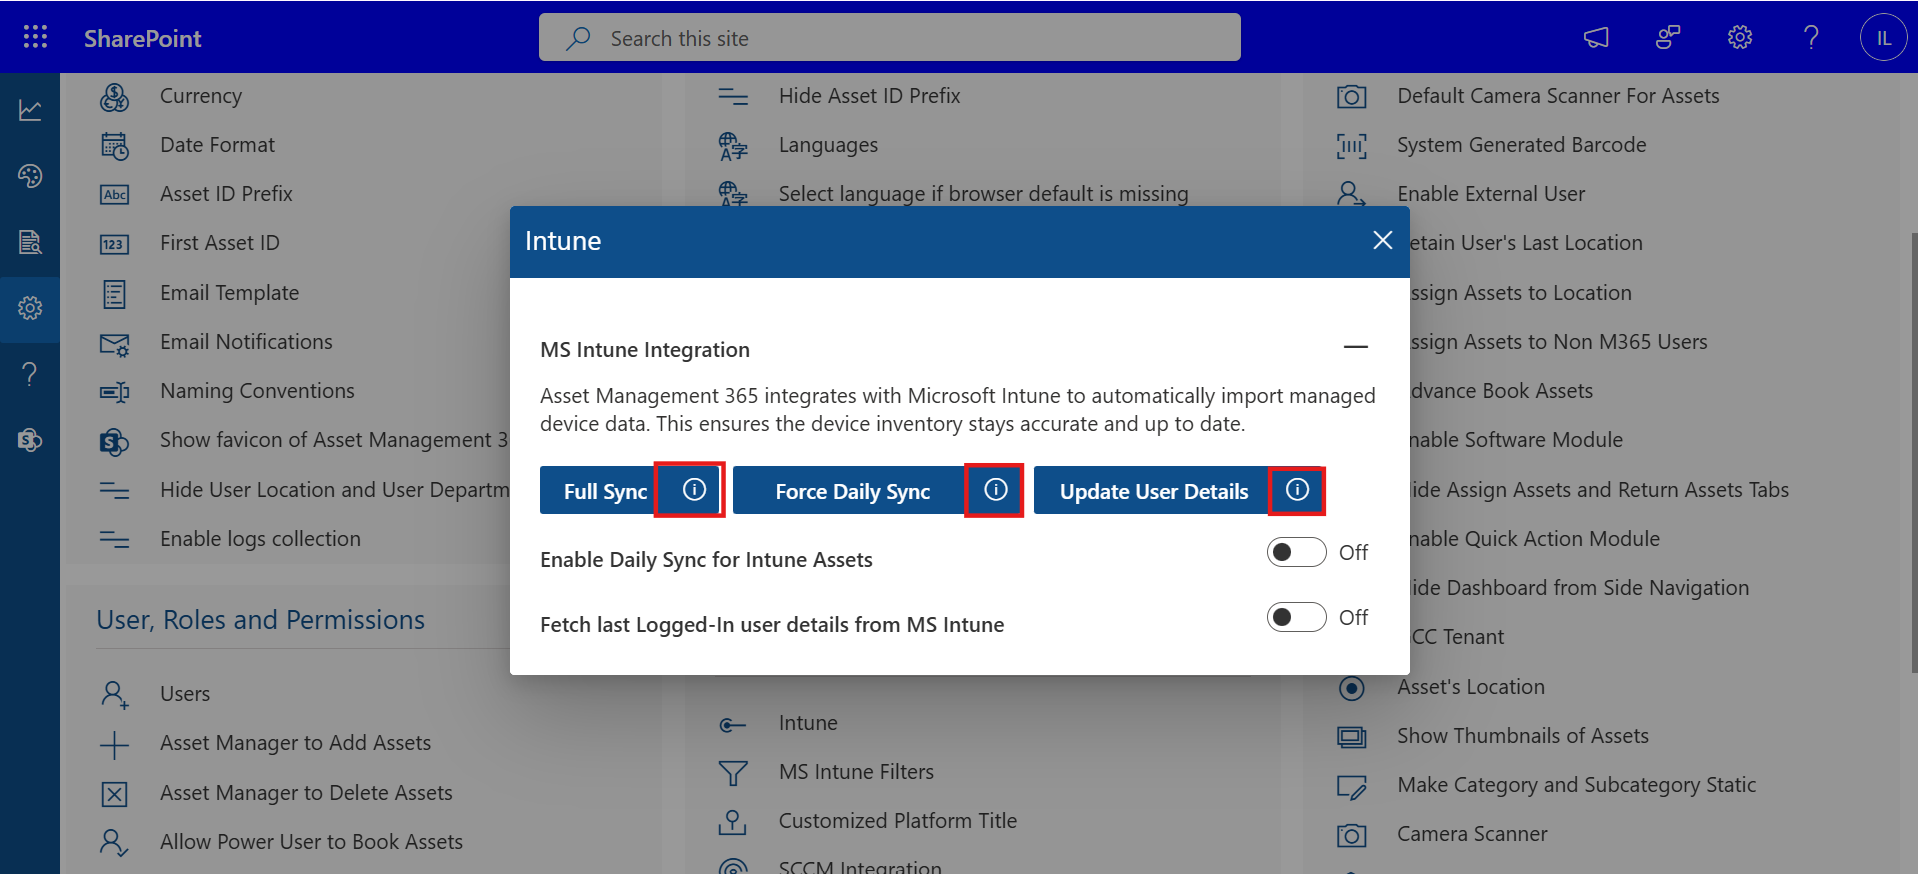 SharePoint
Search this site
IL
Currency
Date Format
Abc
Asset ID Prefix
123
First Asset ID
Email Template
Email Notifications
Naming Conventions
S
Show favicon of Asset Management 3
Hide User Location and User Departm
Enable logs collection
User, Roles and Permissions
Users
Asset Manager to Add Assets
Asset Manager to Delete Assets
Allow Power User to Book Assets
Hide Asset ID Prefix
A字
Languages
A字
Select language if browser default is missing
Intune
MS Intune Integration
Asset Management 365 integrates with Microsoft Intune to automatically import managed
device data. This ensures the device inventory stays accurate and up to date.
Full Sync
Force Daily Sync
Update User Details
Enable Daily Sync for Intune Assets
Off
Fetch last Logged-In user details from MS Intune
Off
Intune
MS Intune Filters
Customized Platform Title
SCCM Integration
Default Camera Scanner For Assets
System Generated Barcode
Enable External User
etain User's Last Location
ssign Assets to Location
ssign Assets to Non M365 Users
dvance Book Assets
nable Software Module
ide Assign Assets and Return Assets Tabs
nable Quick Action Module
ide Dashboard from Side Navigation
CC Tenant
Asset's Location
Show Thumbnails of Assets
Make Category and Subcategory Static
Camera Scanner